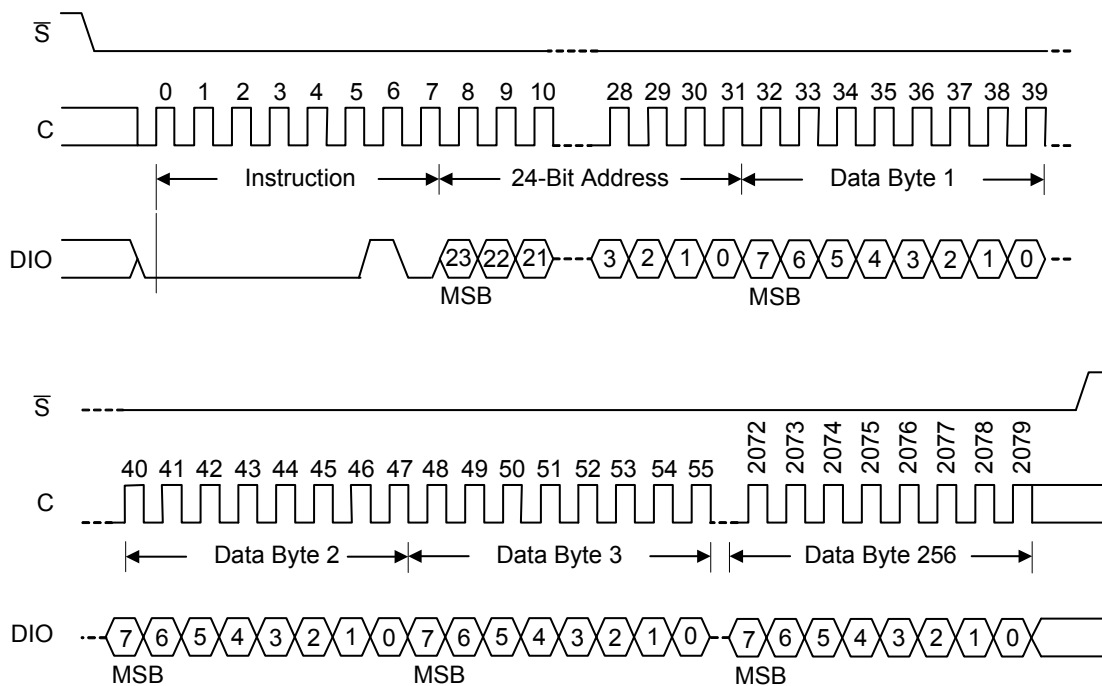 S
0 1 2 3 4 5 6 7 8 9 10 28 29 30 31 32 33 34 35 36 37 38 39
C
Instruction 24-Bit Address Data Byte 1
DIO 23 22 21 3 2 1 0 7 6 5 4 3 2 1 0
MSB MSB
S
2072 2073 2074 2075 2076 2077 2078 2079
40 41 42 43 44 45 46 47 48 49 50 51 52 53 54 55
C
Data Byte 2 Data Byte 3 Data Byte 256
DIO 7 6 5 4 3 2 1 0 7 6 5 4 3 2 1 0 7 6 5 4 3 2 1 0
MSB MSB MSB